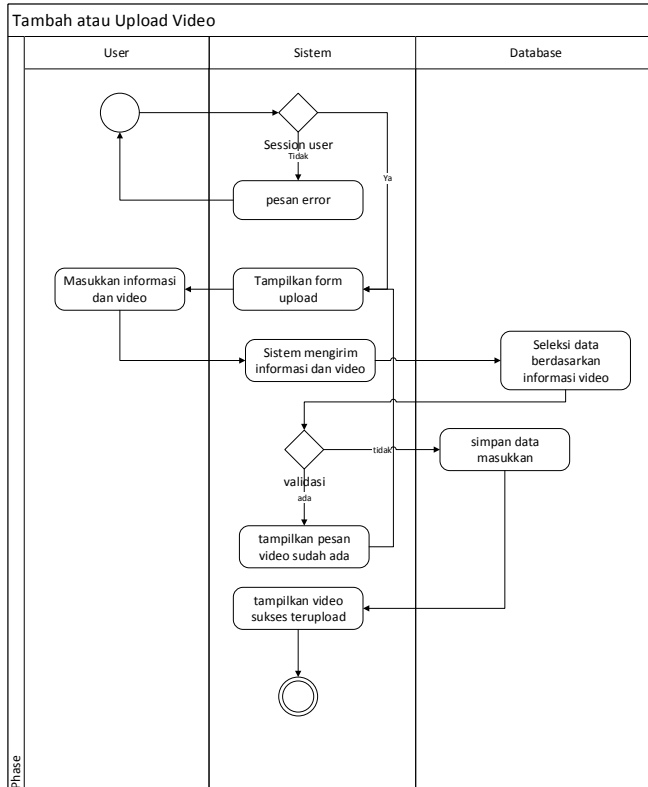 Tambah atau Upload Video
User
Sistem
Database
Session user
Tidak
Ya
pesan error
Masukkan informasi
dan video
Tampilkan form
upload
Sistem mengirim
informasi dan video
Seleksi data
berdasarkan
informasi video
validasi
tidak
ada
simpan data
masukkan
tampilkan pesan
video sudah ada
tampilkan video
sukses terupload
Phase